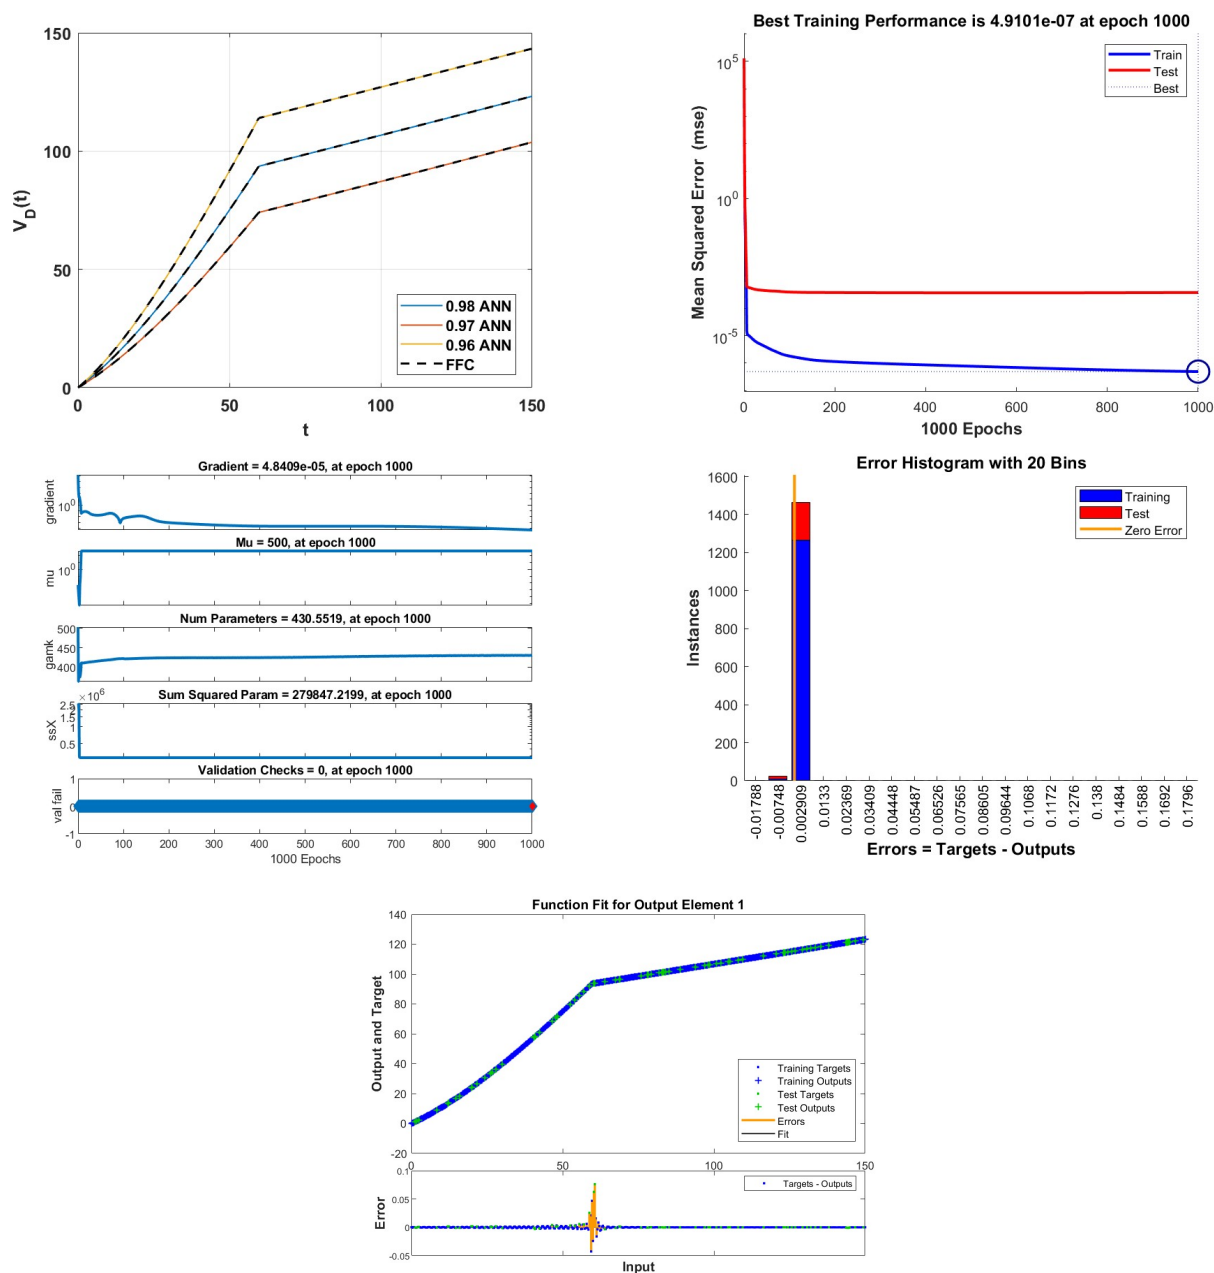 150
100
50
0
0
50
100
150
V_D(t)
t
0.98 ANN
0.97 ANN
0.96 ANN
FFC
Best Training Performance is 4.9101e-07 at epoch 1000
Mean Squared Error (mse)
10^5
10^0
10^-5
0
200
400
600
800
1000
1000 Epochs
Train
Test
Best
Gradient = 4.8409e-05, at epoch 1000
gradient
10^0
Mu = 500, at epoch 1000
mu
10^0
Num Parameters = 430.5519, at epoch 1000
gamk
500
450
400
Sum Squared Param = 279847.2199, at epoch 1000
×10^6
ssX
2.5
2
1.5
1
0.5
Validation Checks = 0, at epoch 1000
val fail
1
0
-1
0
100
200
300
400
500
600
700
800
900
1000
1000 Epochs
Error Histogram with 20 Bins
Instances
1600
1400
1200
1000
800
600
400
200
0
Training
Test
Zero Error
-0.01788
-0.00748
0.002909
0.0133
0.02369
0.03409
0.04448
0.05487
0.06526
0.07565
0.08605
0.09644
0.1068
0.1172
0.1276
0.138
0.1484
0.1588
0.1692
0.1796
Errors = Targets - Outputs
Function Fit for Output Element 1
Output and Target
140
120
100
80
60
40
20
0
-20
0
50
100
150
Training Targets
Training Outputs
Test Targets
Test Outputs
Errors
Fit
Error
0.1
0.05
0
-0.05
Targets - Outputs
Input